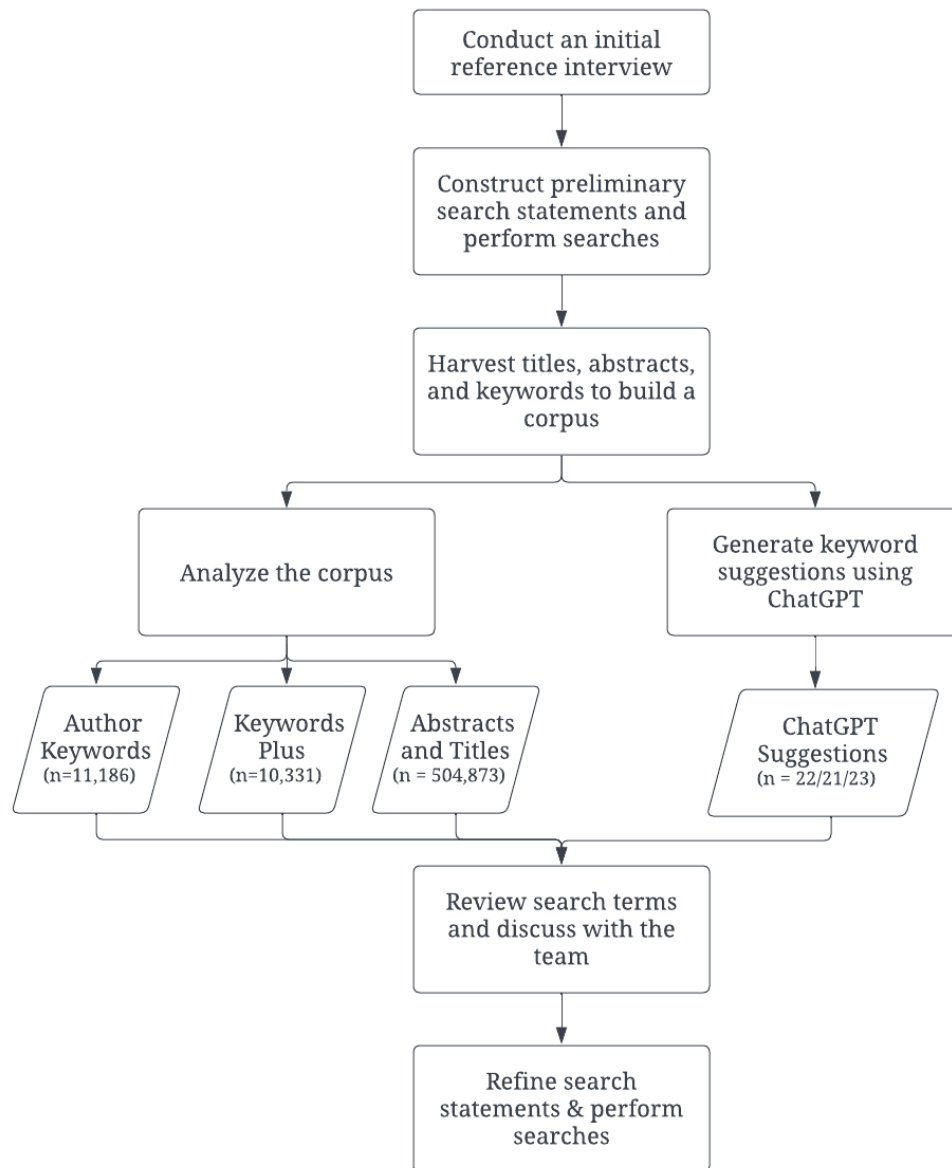 Conduct an initial
reference interview
Construct preliminary
search statements and
perform searches
Harvest titles, abstracts,
and keywords to build a
corpus
Analyze the corpus
Generate keyword
suggestions using
ChatGPT
Author
Keywords
(n=11,186)
Keywords
Plus
(n=10,331)
Abstracts
and Titles
(n = 504,873)
ChatGPT
Suggestions
(n = 22/21/23)
Review search terms
and discuss with the
team
Refine search
statements & perform
searches